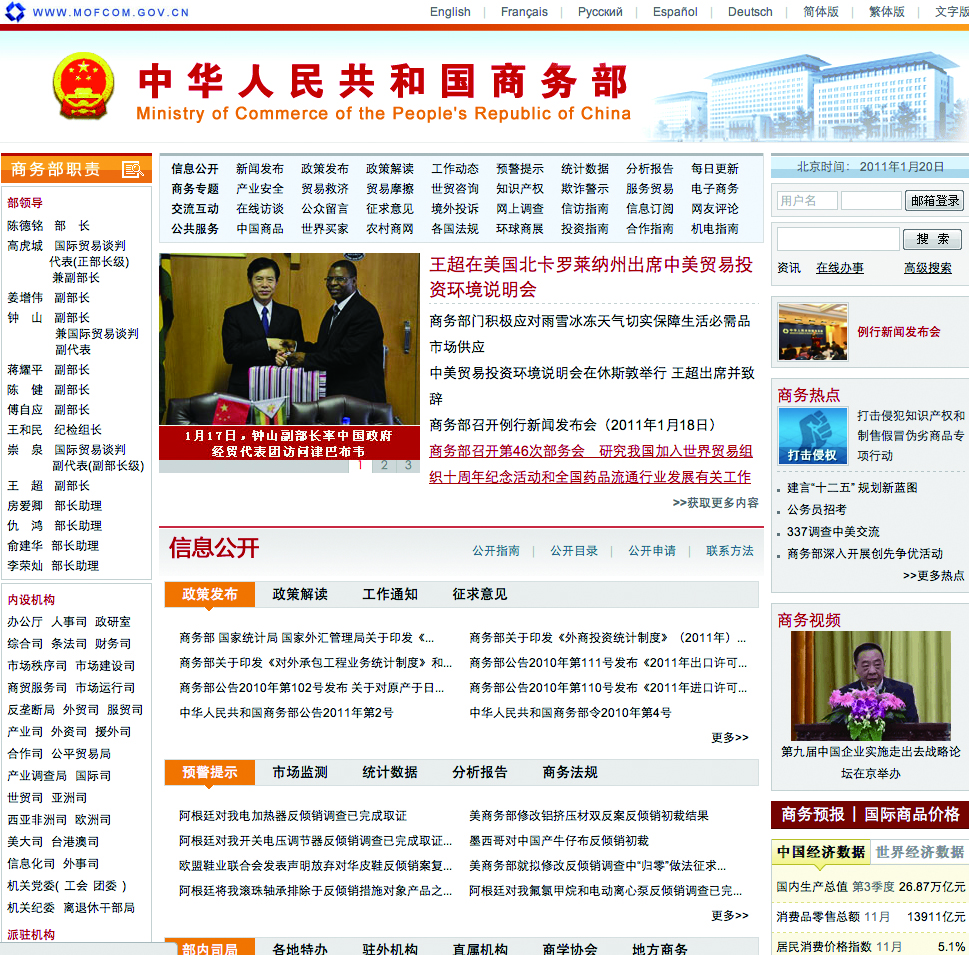 WWW.MOFCOM.GOV.CN
English | Français | Русский | Español | Deutsch | 简体版 | 繁体版 | 文字版
中华人民共和国商务部
Ministry of Commerce of the People's Republic of China
商务部职责
部领导
陈德铭 部 长
高虎城 国际贸易谈判
代表(正部长级)
兼副部长
姜增伟 副部长
钟 山 副部长
兼国际贸易谈判
副代表
蒋耀平 副部长
陈 健 副部长
傅自应 副部长
王和民 纪检组长
崇 泉 国际贸易谈判
副代表(副部长级)
王 超 副部长
房爱卿 部长助理
仇 鸿 部长助理
俞建华 部长助理
李荣灿 部长助理
内设机构
办公厅 人事司 政研室
综合司 条法司 财务司
市场秩序司 市场建设司
商贸服务司 市场运行司
反垄断局 外贸司 服贸司
产业司 外资司 援外司
合作司 公平贸易局
产业调查局 国际司
世贸司 亚洲司
西亚非洲司 欧洲司
美大司 台港澳司
信息化司 外事司
机关党委( 工会 团委 )
机关纪委 离退休干部局
派驻机构
信息公开 新闻发布 政策发布 政策解读 工作动态 预警提示 统计数据 分析报告 每日更新
商务专题 产业安全 贸易救济 贸易摩擦 世贸咨询 知识产权 欺诈警示 服务贸易 电子商务
交流互动 在线访谈 公众留言 征求意见 境外投诉 网上调查 信访指南 信息订阅 网友评论
公共服务 中国商品 世界买家 农村商网 各国法规 环球商展 投资指南 合作指南 机电指南
1月17日，钟山副部长率中国政府
经贸代表团访问津巴布韦
1 2 3
王超在美国北卡罗莱纳州出席中美贸易投
资环境说明会
商务部门积极应对雨雪冰冻天气切实保障生活必需品
市场供应
中美贸易投资环境说明会在休斯敦举行 王超出席并致
辞
商务部召开例行新闻发布会（2011年1月18日）
商务部召开第46次部务会 研究我国加入世界贸易组
织十周年纪念活动和全国药品流通行业发展有关工作
>>获取更多内容
信息公开
公开指南 | 公开目录 | 公开申请 | 联系方法
政策发布 政策解读 工作通知 征求意见
商务部 国家统计局 国家外汇管理局关于印发《... 商务部关于印发《外商投资统计制度》（2011年）...
商务部关于印发《对外承包工程业务统计制度》和... 商务部公告2010年第111号发布《2011年出口许可...
商务部公告2010年第102号发布 关于对原产于日... 商务部公告2010年第110号发布《2011年进口许可...
中华人民共和国商务部公告2011年第2号 中华人民共和国商务部令2010年第4号
更多>>
预警提示 市场监测 统计数据 分析报告 商务法规
阿根廷对我电加热器反倾销调查已完成取证 美商务部修改铝挤压材双反案反倾销初裁结果
阿根廷对我开关电压调节器反倾销调查已完成取证... 墨西哥对中国产牛仔布反倾销初裁
欧盟鞋业联合会发表声明放弃对华皮鞋反倾销案复... 美商务部就拟修改反倾销调查中“归零”做法征求...
阿根廷将我滚珠轴承排除于反倾销措施对象产品之... 阿根廷对我氟氯甲烷和电动离心泵反倾销调查已完...
更多>>
部内司局 各地特办 驻外机构 直属机构 商学协会 地方商务
北京时间： 2011年1月20日
用户名 邮箱登录
搜 索
资讯 在线办事 高级搜索
例行新闻发布会
商务热点
打击侵权
打击侵犯知识产权和
制售假冒伪劣商品专
项行动
建言“十二五” 规划新蓝图
公务员招考
337调查中美交流
商务部深入开展创先争优活动
>>更多热点
商务视频
第九届中国企业实施走出去战略论
坛在京举办
商务预报 | 国际商品价格
中国经济数据 世界经济数据
国内生产总值 第3季度 26.87万亿元
消费品零售总额 11月 13911亿元
居民消费价格指数 11月 5.1%